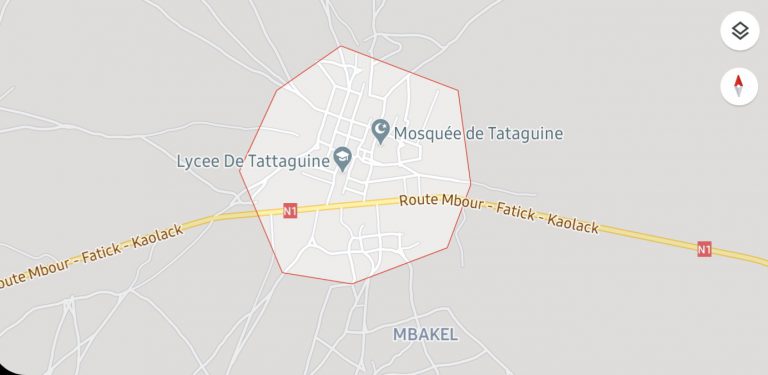 Mosquée de Tataguine
Lycee De Tattaguine
Route Mbour - Fatick - Kaolack
N1
oute Mbour - Fatick - Kaolack
N1
MBAKEL